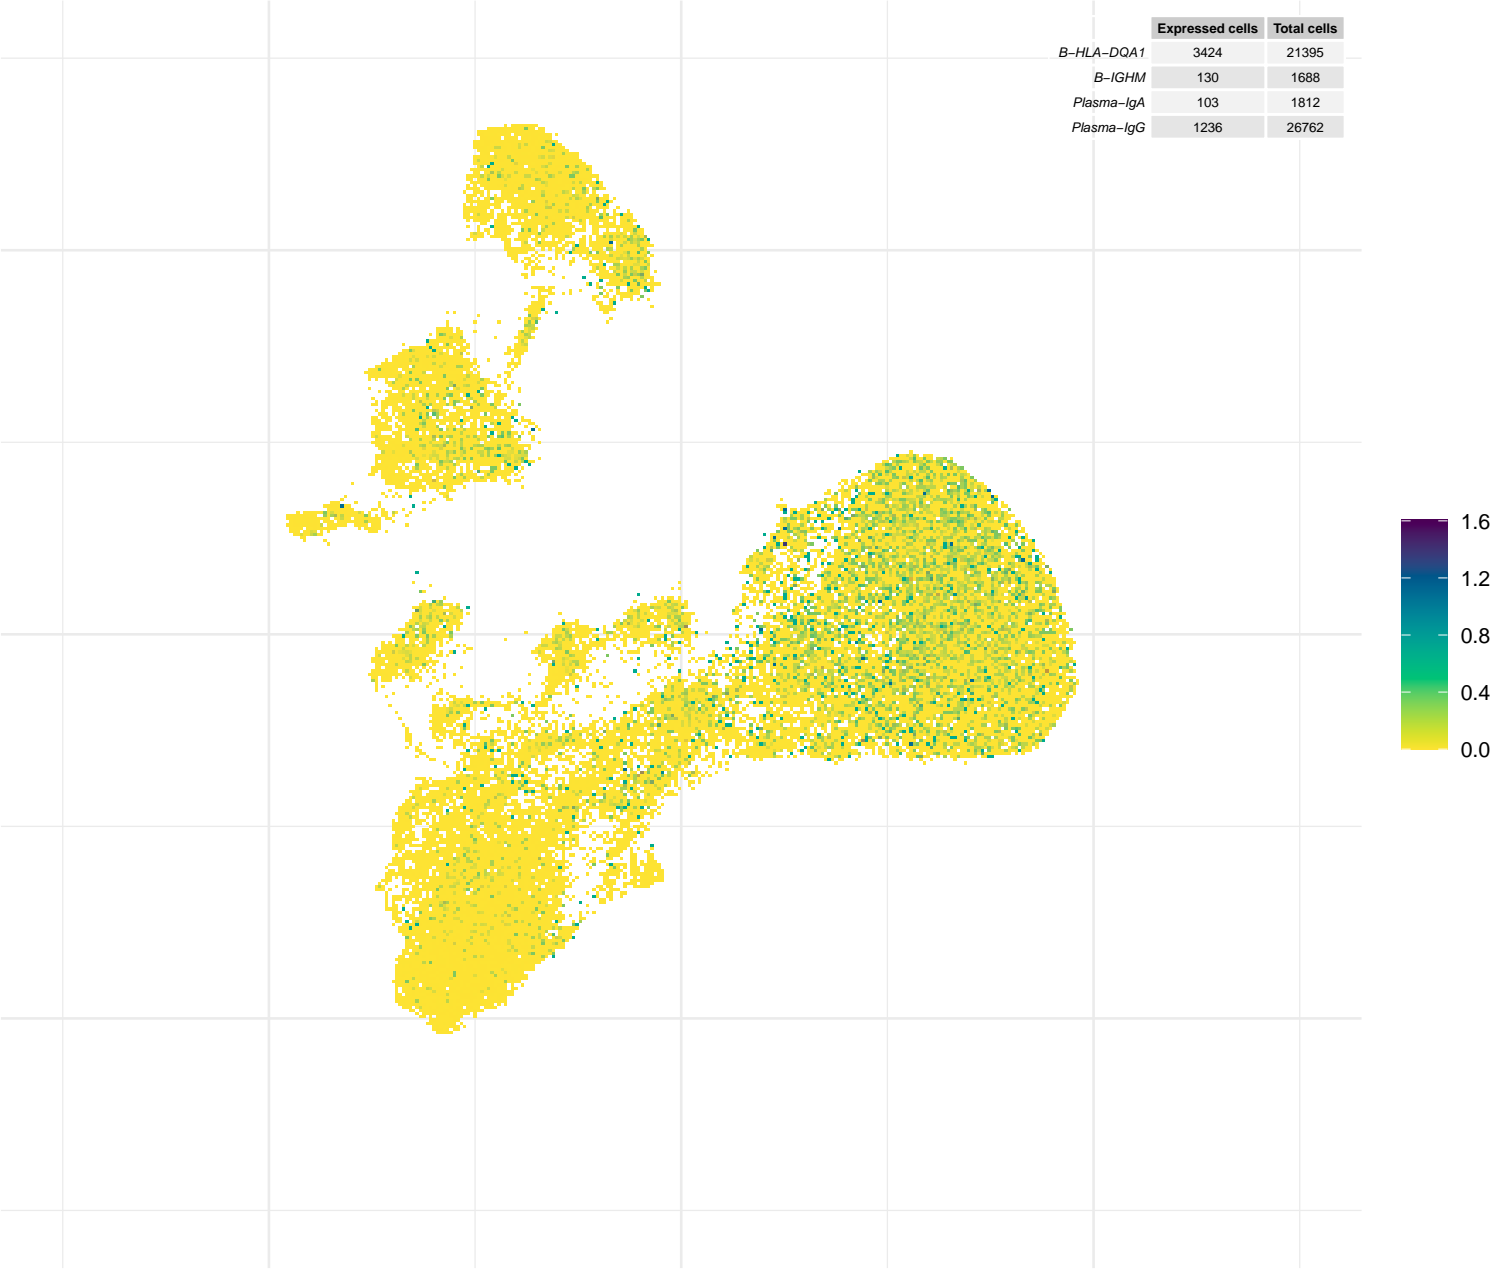 Expressed cells Total cells
B−HLA−DQA1 3424 21395
B−IGHM 130 1688
Plasma−IgA 103 1812
Plasma−IgG 1236 26762
1.6
1.2
0.8
0.4
0.0